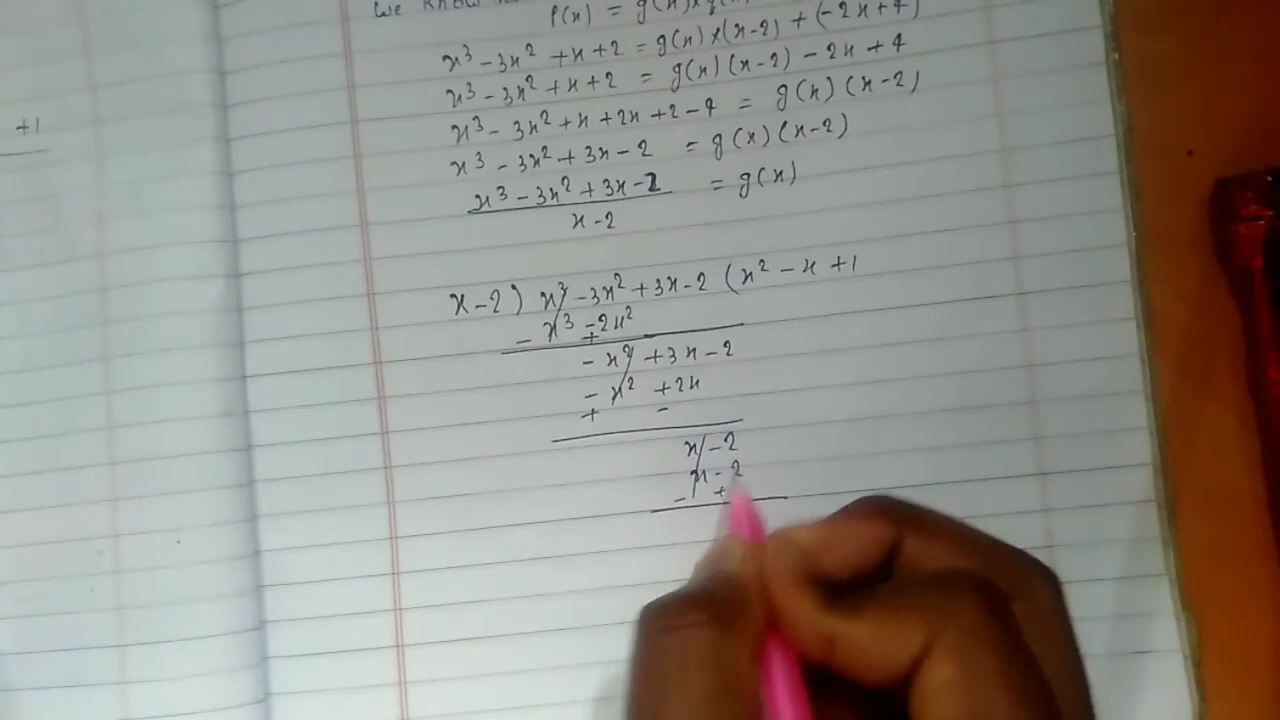 we know
P(x) = g(x)×
x³ - 3x² + x + 2 = g(x) × (x-2) + (-2x+4)
x³ - 3x² + x + 2 = g(x) (x-2) - 2x + 4
x³ - 3x² + x + 2x + 2 - 4 = g(x) (x-2)
+1
x³ - 3x² + 3x - 2 = g(x) (x-2)
x³ - 3x² + 3x - 2 = g(x)
x - 2
x - 2 ) x³ - 3x² + 3x - 2 ( x² - x + 1
x³ - 2x²
- +
- x² + 3x - 2
- x² + 2x
+ -
x - 2
x - 2
- +